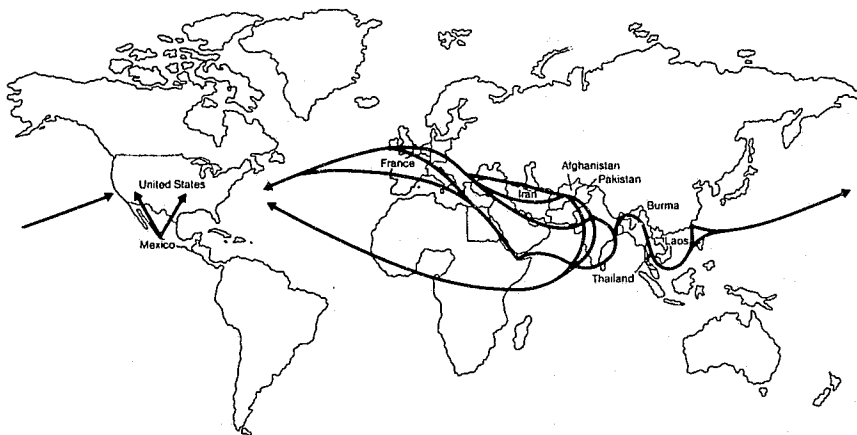 Afghanistan
France
Pakistan
United States
Iran
Burma
Mexico
Laos
Thailand